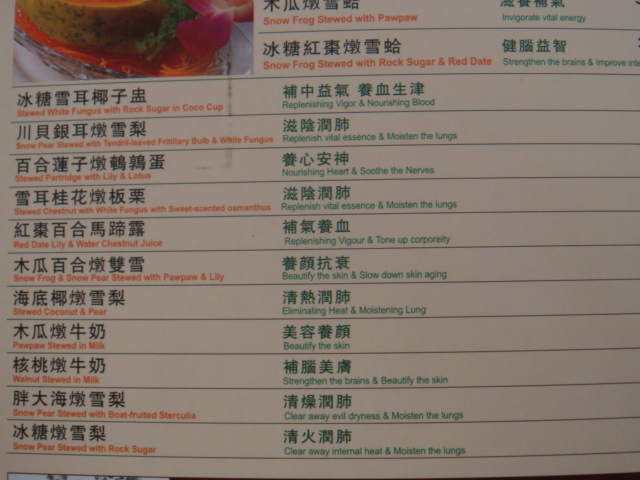 木瓜燉雪蛤 滋養補氣
Snow Frog Stewed with Pawpaw Invigorate vital energy
冰糖紅棗燉雪蛤 健腦益智
Snow Frog Stewed with Rock Sugar & Red Date Strengthen the brains & Improve
冰糖雪耳椰子盅 補中益氣 養血生津
Stewed White Fungus with Rock Sugar in Coco Cup Replenishing Vigor & Nourishing Blood
川貝銀耳燉雪梨 滋陰潤肺
Snow Pear Stewed with Tendril-leaved Fritillary Bulb & White Fungus Replenish vital essence & Moisten the lungs
百合蓮子燉鵪鶉蛋 養心安神
Stewed Partridge with Lily & Lotus Nourishing Heart & Soothe the Nerves
雪耳桂花燉板栗 滋陰潤肺
Stewed Chestnut with White Fungus with Sweet-scented osmanthus Replenish vital essence & Moisten the lungs
紅棗百合馬蹄露 補氣養血
Red Date Lily & Water Chestnut Juice Replenishing Vigour & Tone up corporeity
木瓜百合燉雙雪 養顏抗衰
Snow Frog & Snow Pear Stewed with Pawpaw & Lily Beautify the skin & Slow down skin aging
海底椰燉雪梨 清熱潤肺
Stewed Coconut & Pear Eliminating Heat & Moistening Lung
木瓜燉牛奶 美容養顏
Pawpaw Stewed in Milk Beautify the skin
核桃燉牛奶 補腦美膚
Walnut Stewed in Milk Strengthen the brains & Beautify the skin
胖大海燉雪梨 清燥潤肺
Snow Pear Stewed with Boat-fruited Sterculia Clear away evil dryness & Moisten the lungs
冰糖燉雪梨 清火潤肺
Snow Pear Stewed with Rock Sugar Clear away internal heat & Moisten the lungs